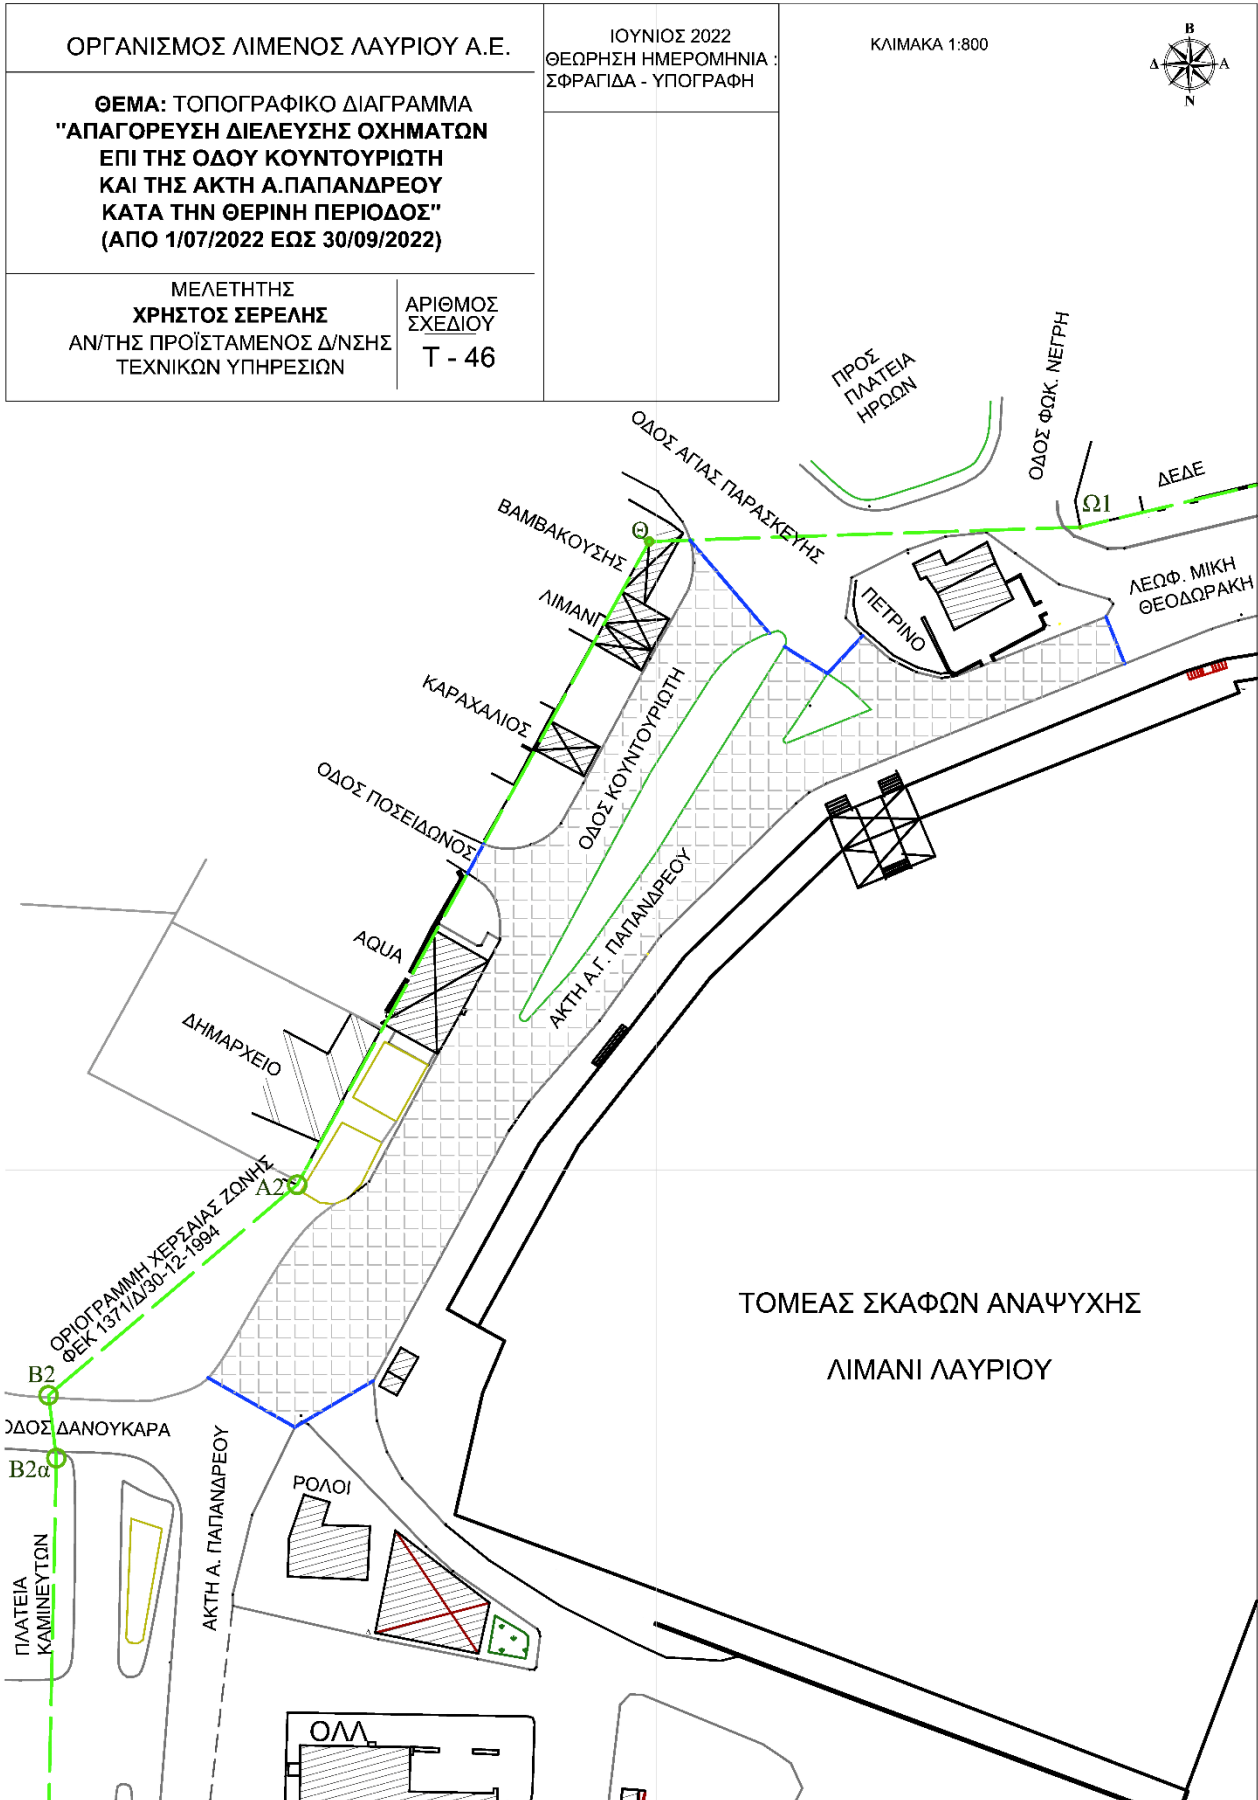 ΟΡΓΑΝΙΣΜΟΣ ΛΙΜΕΝΟΣ ΛΑΥΡΙΟΥ Α.Ε.
ΘΕΜΑ: ΤΟΠΟΓΡΑΦΙΚΟ ΔΙΑΓΡΑΜΜΑ
"ΑΠΑΓΟΡΕΥΣΗ ΔΙΕΛΕΥΣΗΣ ΟΧΗΜΑΤΩΝ
ΕΠΙ ΤΗΣ ΟΔΟΥ ΚΟΥΝΤΟΥΡΙΩΤΗ
ΚΑΙ ΤΗΣ ΑΚΤΗ Α.ΠΑΠΑΝΔΡΕΟΥ
ΚΑΤΑ ΤΗΝ ΘΕΡΙΝΗ ΠΕΡΙΟΔΟΣ"
(ΑΠΟ 1/07/2022 ΕΩΣ 30/09/2022)
ΜΕΛΕΤΗΤΗΣ
ΧΡΗΣΤΟΣ ΣΕΡΕΛΗΣ
ΑΝ/ΤΗΣ ΠΡΟΪΣΤΑΜΕΝΟΣ Δ/ΝΣΗΣ
ΤΕΧΝΙΚΩΝ ΥΠΗΡΕΣΙΩΝ
ΑΡΙΘΜΟΣ
ΣΧΕΔΙΟΥ
Τ - 46
ΙΟΥΝΙΟΣ 2022
ΘΕΩΡΗΣΗ ΗΜΕΡΟΜΗΝΙΑ :
ΣΦΡΑΓΙΔΑ - ΥΠΟΓΡΑΦΗ
ΚΛΙΜΑΚΑ 1:800
Β
Δ
Α
Ν
ΠΡΟΣ
ΠΛΑΤΕΙΑ
ΗΡΩΩΝ
ΟΔΟΣ ΦΩΚ. ΝΕΓΡΗ
ΔΕΔΕ
Ω1
ΟΔΟΣ ΑΓΙΑΣ ΠΑΡΑΣΚΕΥΗΣ
Θ
ΒΑΜΒΑΚΟΥΣΗΣ
ΛΙΜΑΝΙ
ΠΕΤΡΙΝΟ
ΛΕΩΦ. ΜΙΚΗ
ΘΕΟΔΩΡΑΚΗ
ΚΑΡΑΧΑΛΙΟΣ
ΟΔΟΣ ΚΟΥΝΤΟΥΡΙΩΤΗ
ΟΔΟΣ ΠΟΣΕΙΔΩΝΟΣ
ΑΚΤΗ Α.Γ. ΠΑΠΑΝΔΡΕΟΥ
AQUA
ΔΗΜΑΡΧΕΙΟ
Α2
ΟΡΙΟΓΡΑΜΜΗ ΧΕΡΣΑΙΑΣ ΖΩΝΗΣ
ΦΕΚ 1371/Δ/30-12-1994
ΤΟΜΕΑΣ ΣΚΑΦΩΝ ΑΝΑΨΥΧΗΣ
ΛΙΜΑΝΙ ΛΑΥΡΙΟΥ
Β2
ΟΔΟΣ ΔΑΝΟΥΚΑΡΑ
Β2α
ΑΚΤΗ Α. ΠΑΠΑΝΔΡΕΟΥ
ΡΟΛΟΙ
ΠΛΑΤΕΙΑ
ΚΑΜΙΝΕΥΤΩΝ
ΟΛΛ